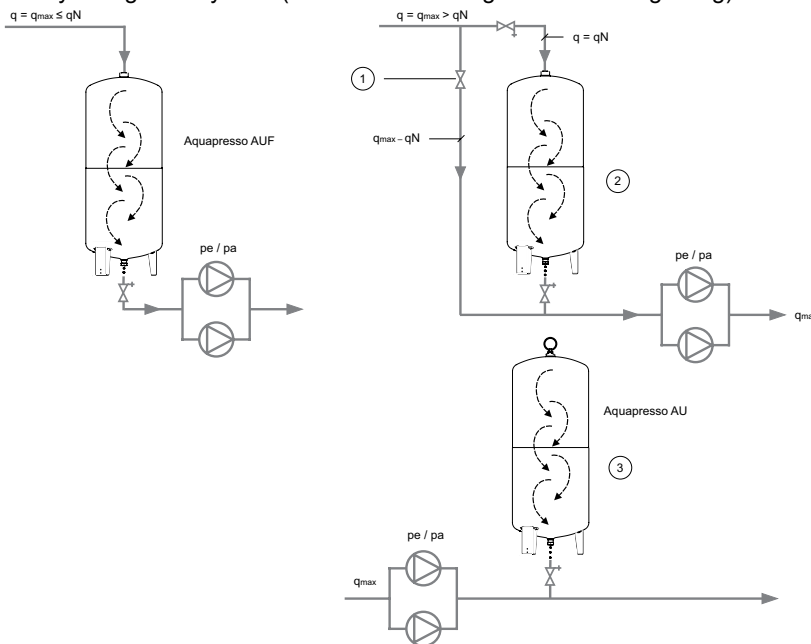 q = qmax ≤ qN
Aquapresso AUF
pe / pa
q = qmax > qN
q = qN
1
qmax – qN
2
pe / pa
Aquapresso AU
3
pe / pa
qmax